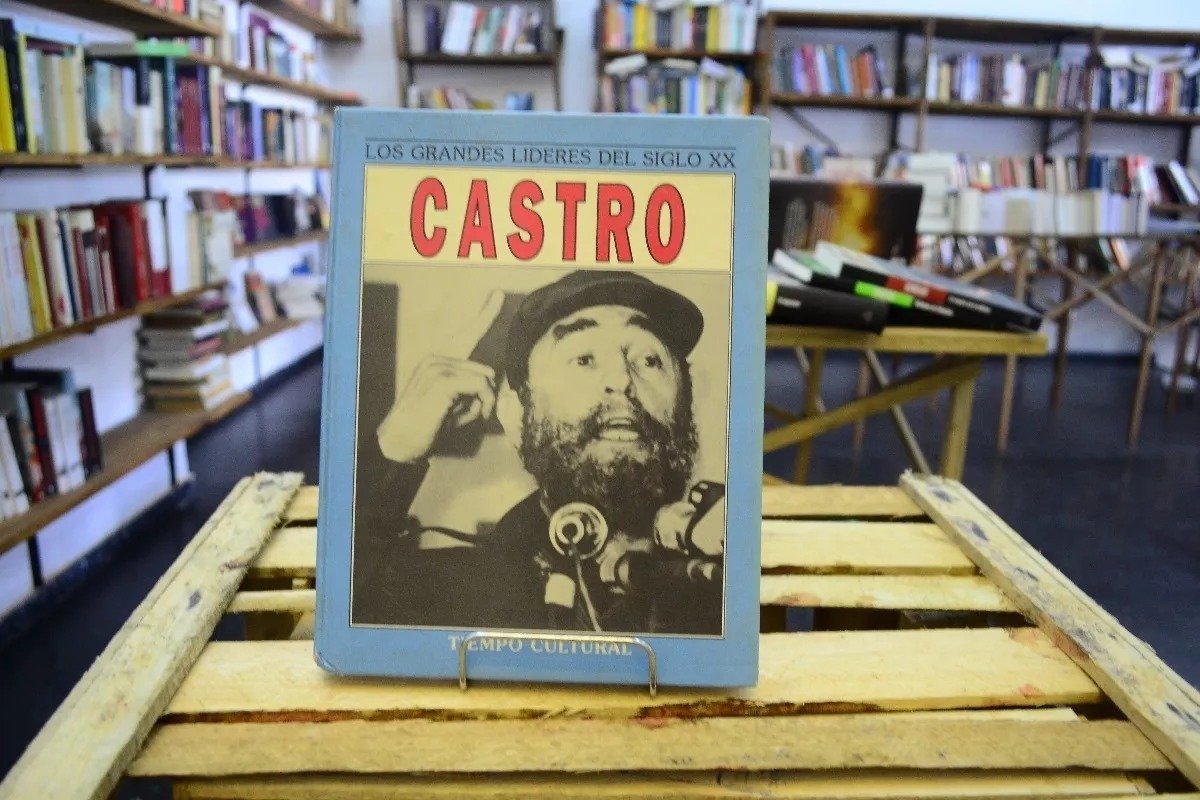 LOS GRANDES LIDERES DEL SIGLO XX
CASTRO
TIEMPO CULTURAL